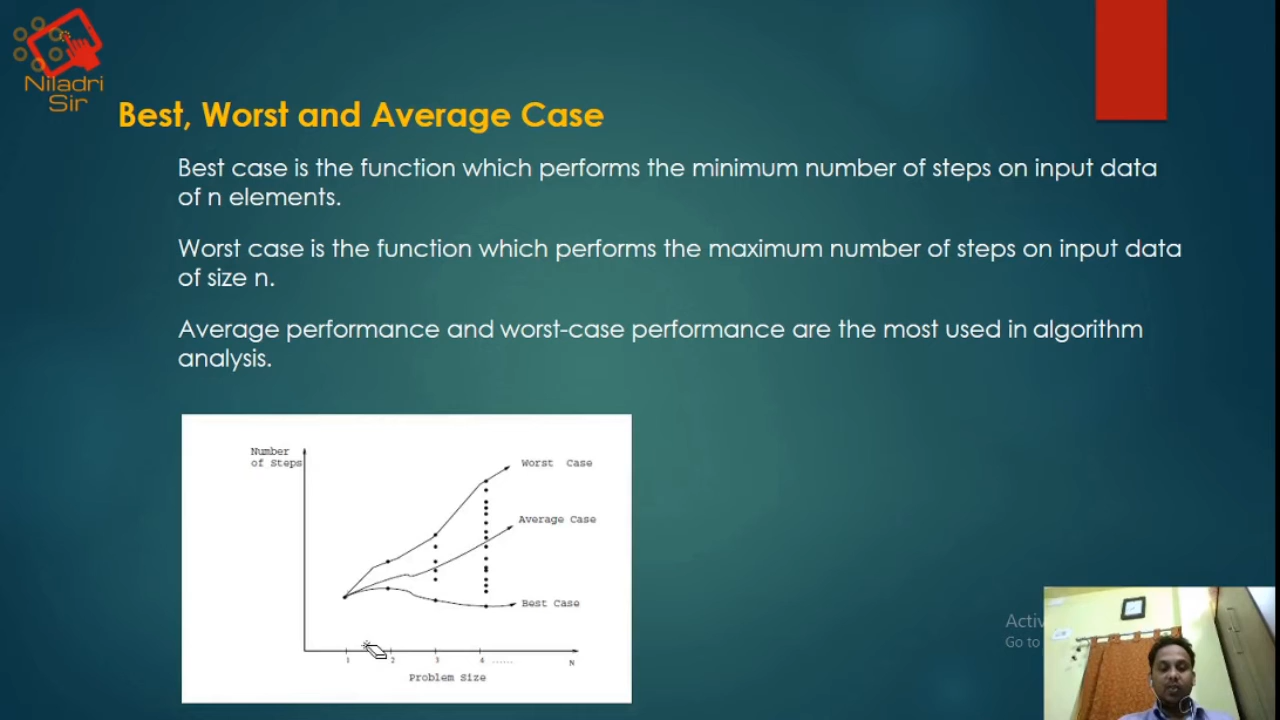 Niladri
Sir
Best, Worst and Average Case
Best case is the function which performs the minimum number of steps on input data
of n elements.
Worst case is the function which performs the maximum number of steps on input data
of size n.
Average performance and worst-case performance are the most used in algorithm
analysis.
Number
of Steps
Worst Case
Average Case
Best Case
1 2 3 4 ......
N
Problem Size
Activ
Go to